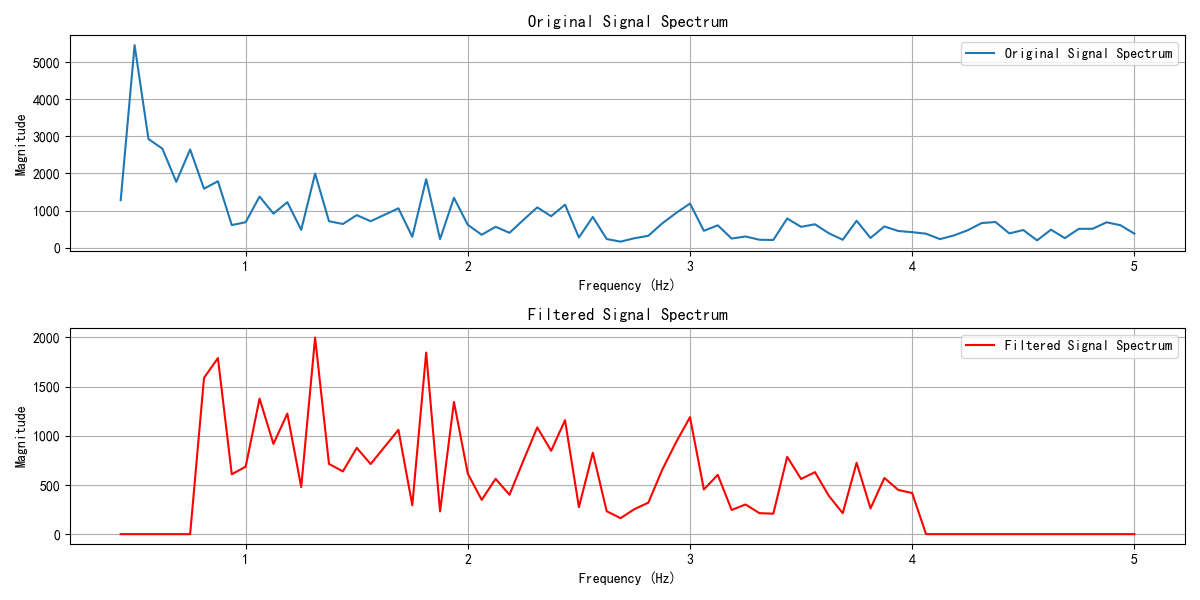 Original Signal Spectrum
Original Signal Spectrum
5000
4000
3000
2000
1000
0
Magnitude
1 2 3 4 5
Frequency (Hz)
Filtered Signal Spectrum
Filtered Signal Spectrum
2000
1500
1000
500
0
Magnitude
1 2 3 4 5
Frequency (Hz)